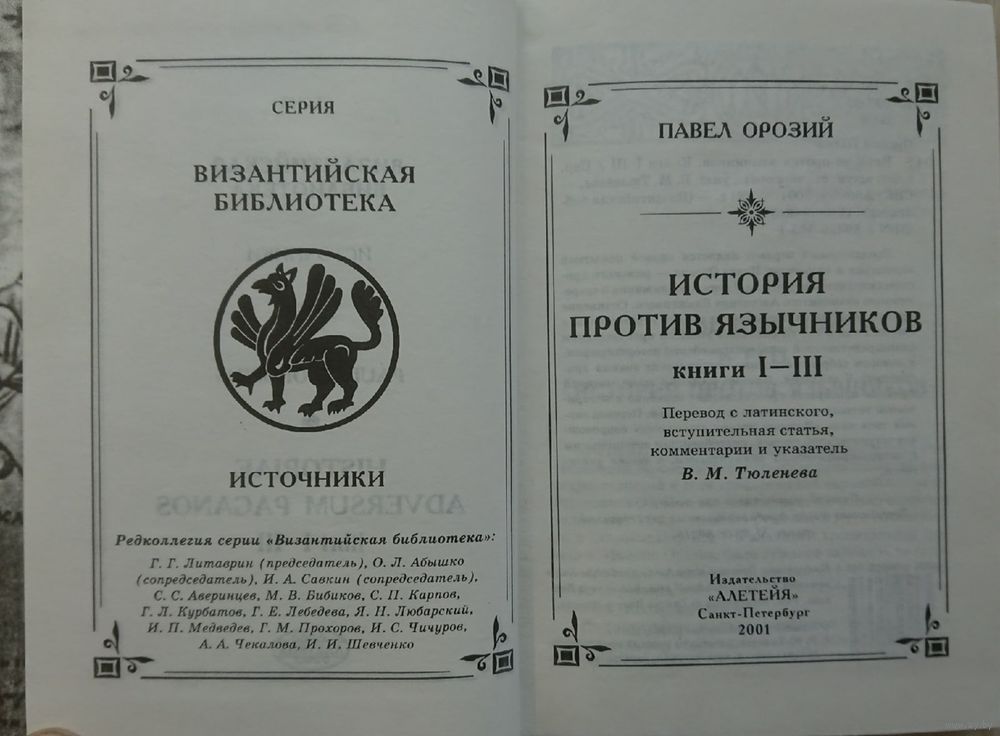 СЕРИЯ
ВИЗАНТИЙСКАЯ
БИБЛИОТЕКА
ИСТОЧНИКИ
Редколлегия серии «Византийская библиотека»:
Г. Г. Литаврин (председатель), О. Л. Абышко
(сопредседатель), И. А. Савкин (сопредседатель),
С. С. Аверинцев, М. В. Бибиков, С. П. Карпов,
Г. Л. Курбатов, Г. Е. Лебедева, Я. Н. Любарский,
И. П. Медведев, Г. М. Прохоров, И. С. Чичуров,
А. А. Чекалова, И. И. Шевченко
ПАВЕЛ ОРОЗИЙ
ИСТОРИЯ
ПРОТИВ ЯЗЫЧНИКОВ
книги I–III
Перевод с латинского,
вступительная статья,
комментарии и указатель
В. М. Тюленева
Издательство
«АЛЕТЕЙЯ»
Санкт-Петербург
2001